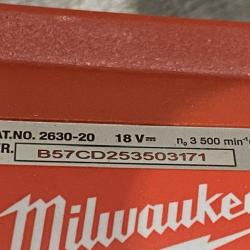 AT.NO. 2630-20 18 V⎓ n₀ 3 500 min⁻¹
R. B57CD253503171
Milwaukee